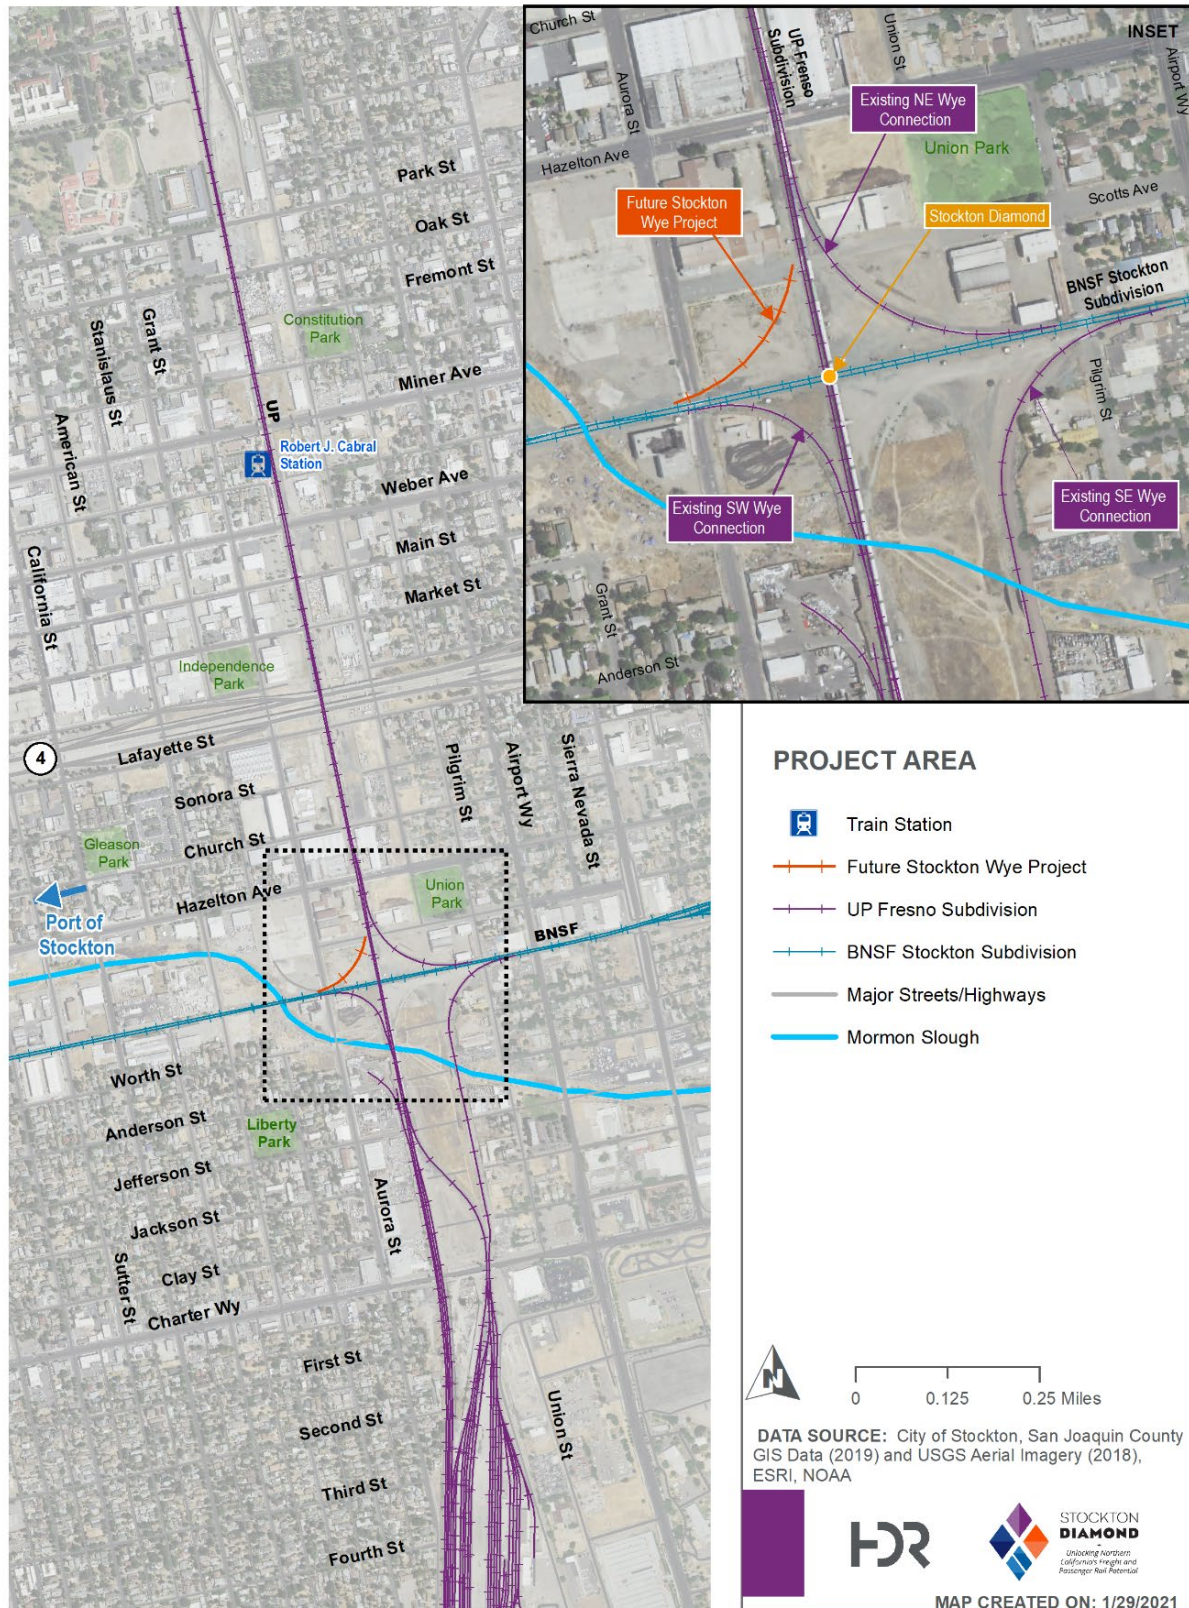 Church St
Aurora St
UP Frenso
Subdivision
Union St
INSET
Airport Wy
Existing NE Wye
Connection
Union Park
Hazelton Ave
Scotts Ave
Future Stockton
Wye Project
Stockton Diamond
BNSF Stockton
Subdivision
Pilgrim St
Existing SW Wye
Connection
Existing SE Wye
Connection
Grant St
Anderson St
Park St
Oak St
Fremont St
Constitution
Park
Grant St
Stanislaus St
American St
Miner Ave
UP
Robert J. Cabral
Station
Weber Ave
Main St
Market St
California St
Independence
Park
4
Lafayette St
Sonora St
Church St
Pilgrim St
Airport Wy
Sierra Nevada St
Gleason
Park
Hazelton Ave
Union
Park
Port of
Stockton
BNSF
Worth St
Anderson St
Liberty
Park
Jefferson St
Jackson St
Aurora St
Sutter St
Clay St
Charter Wy
First St
Second St
Union St
Third St
Fourth St
PROJECT AREA
Train Station
Future Stockton Wye Project
UP Fresno Subdivision
BNSF Stockton Subdivision
Major Streets/Highways
Mormon Slough
N
0 0.125 0.25 Miles
DATA SOURCE: City of Stockton, San Joaquin County
GIS Data (2019) and USGS Aerial Imagery (2018),
ESRI, NOAA
HDR
STOCKTON
DIAMOND
Unlocking Northern
California's Freight and
Passenger Rail Potential
MAP CREATED ON: 1/29/2021